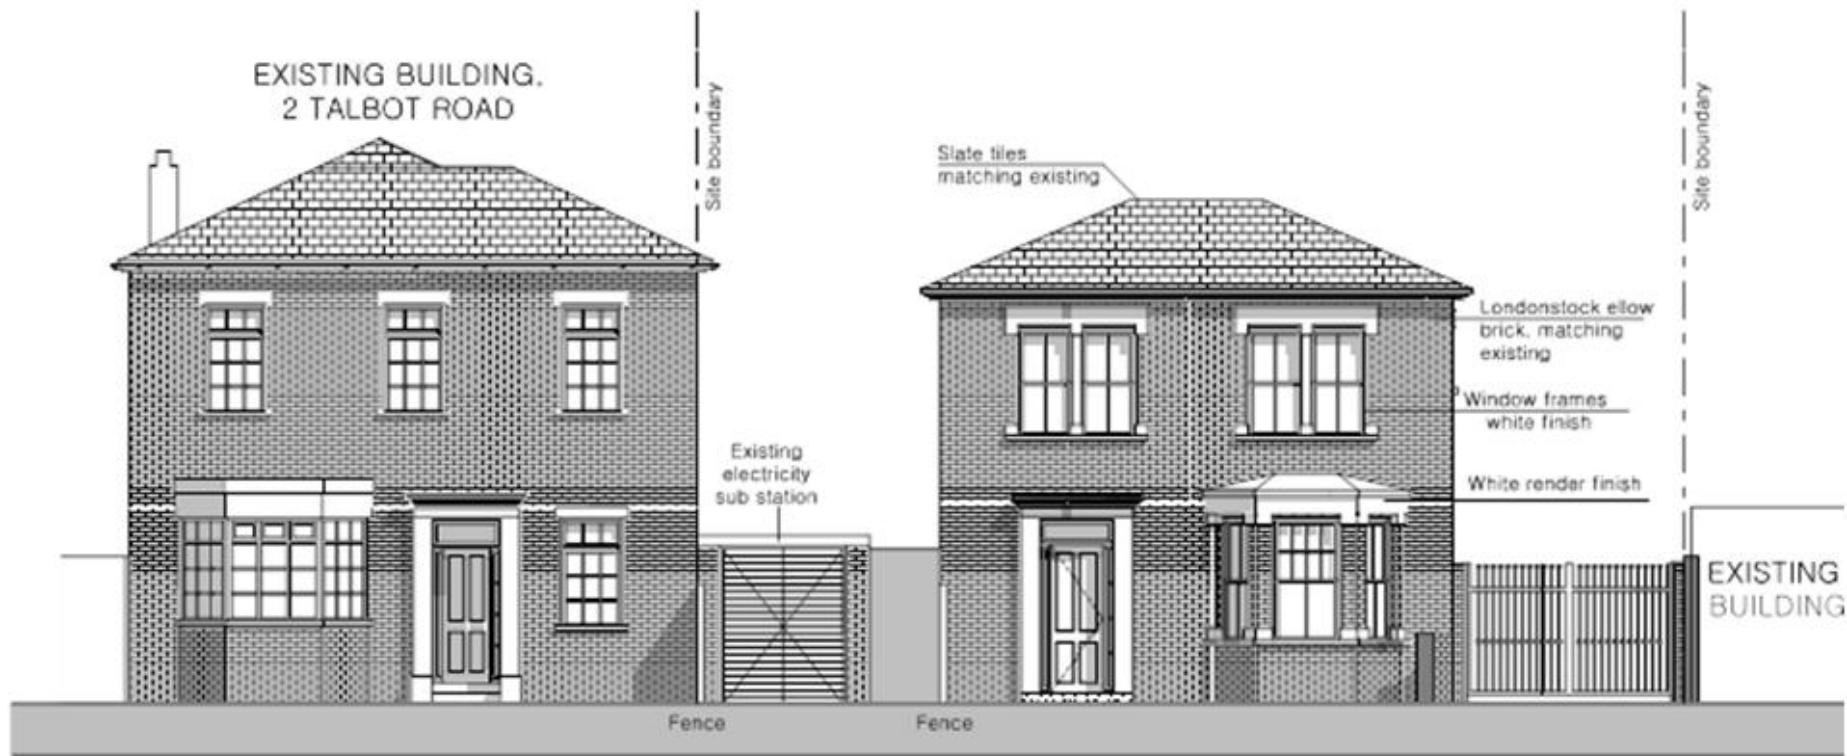 EXISTING BUILDING.
2 TALBOT ROAD
Site boundary
Slate tiles
matching existing
Site boundary
Londonstock ellow
brick. matching
existing
Window frames
white finish
Existing
electricity
sub station
White render finish
EXISTING
BUILDING
Fence
Fence